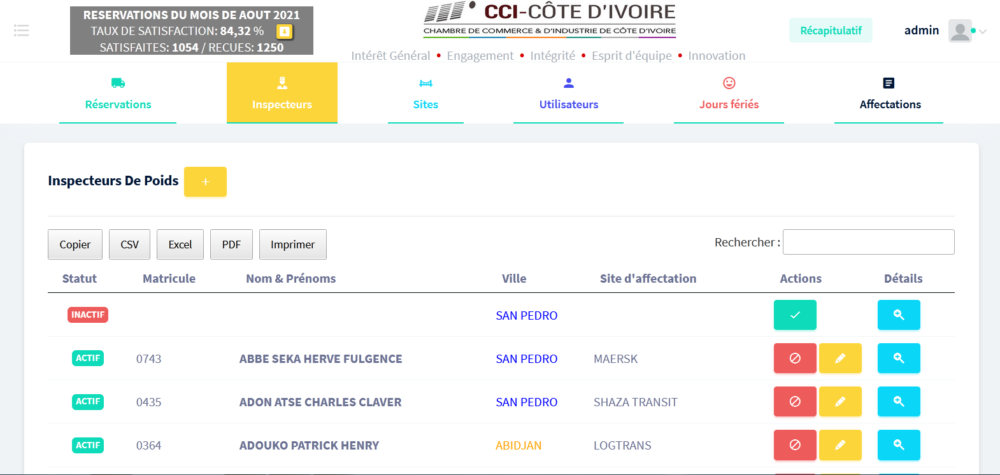 RESERVATIONS DU MOIS DE AOUT 2021
TAUX DE SATISFACTION: 84,32 %
SATISFAITES: 1054 / RECUES: 1250
CCI-CÔTE D'IVOIRE
CHAMBRE DE COMMERCE & D'INDUSTRIE DE CÔTE D'IVOIRE
Intérêt Général • Engagement • Intégrité • Esprit d'équipe • Innovation
Récapitulatif
admin
Réservations
Inspecteurs
Sites
Utilisateurs
Jours fériés
Affectations
Inspecteurs De Poids +
Copier CSV Excel PDF Imprimer
Rechercher :
Statut Matricule Nom & Prénoms Ville Site d'affectation Actions Détails
INACTIF SAN PEDRO
ACTIF 0743 ABBE SEKA HERVE FULGENCE SAN PEDRO MAERSK
ACTIF 0435 ADON ATSE CHARLES CLAVER SAN PEDRO SHAZA TRANSIT
ACTIF 0364 ADOUKO PATRICK HENRY ABIDJAN LOGTRANS